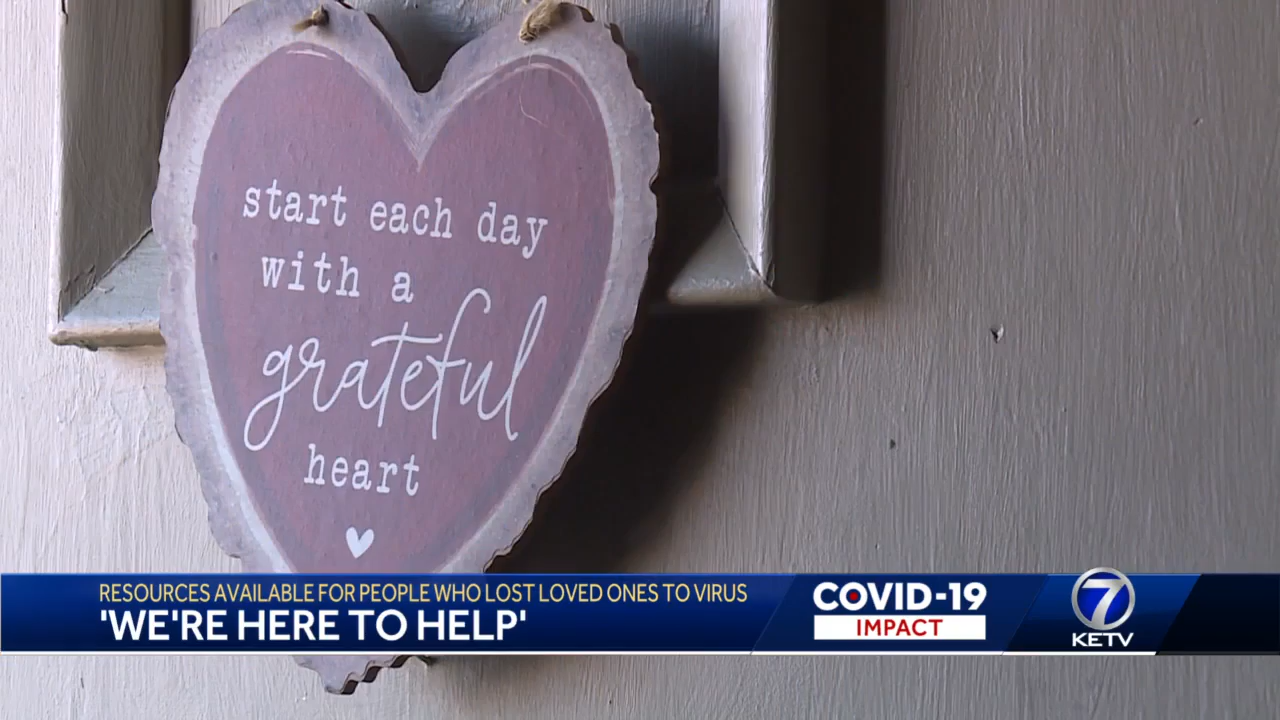 start each day
with a
grateful
heart
RESOURCES AVAILABLE FOR PEOPLE WHO LOST LOVED ONES TO VIRUS
'WE'RE HERE TO HELP'
COVID-19
IMPACT
7
KETV